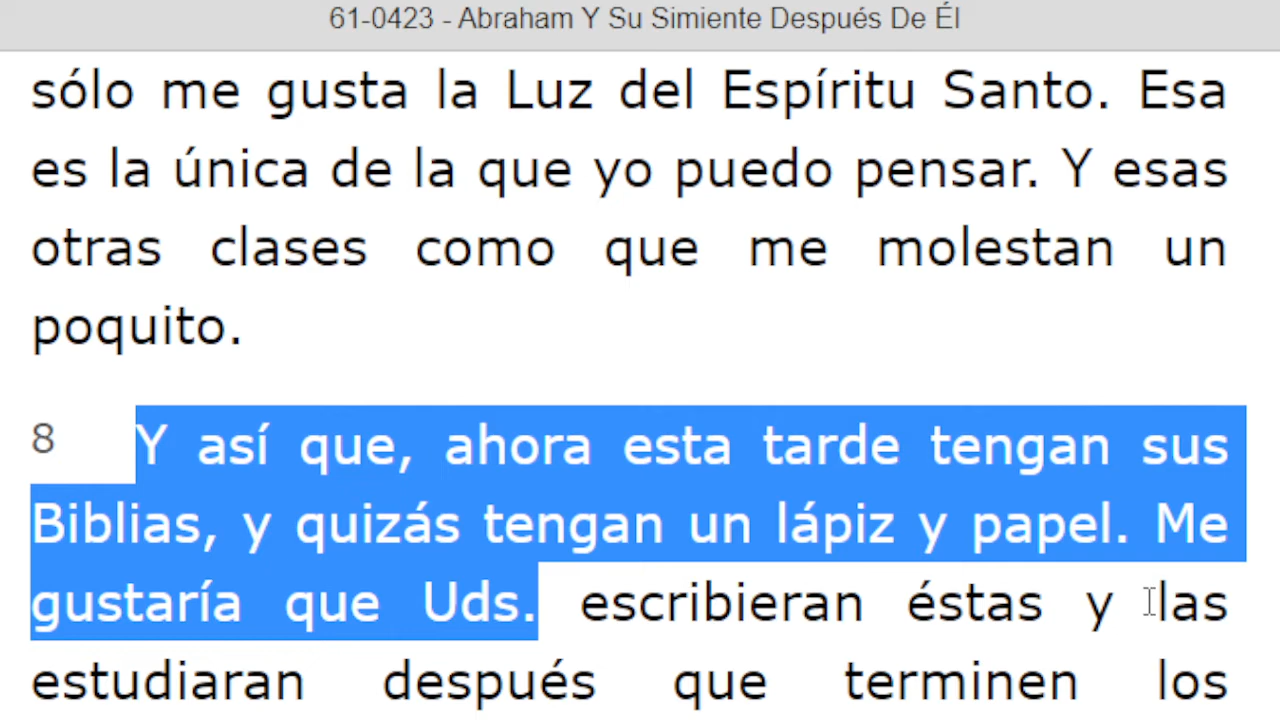 61-0423 - Abraham Y Su Simiente Después De Él
sólo me gusta la Luz del Espíritu Santo. Esa
es la única de la que yo puedo pensar. Y esas
otras clases como que me molestan un
poquito.
8 Y así que, ahora esta tarde tengan sus
Biblias, y quizás tengan un lápiz y papel. Me
gustaría que Uds. escribieran éstas y las
estudiaran después que terminen los